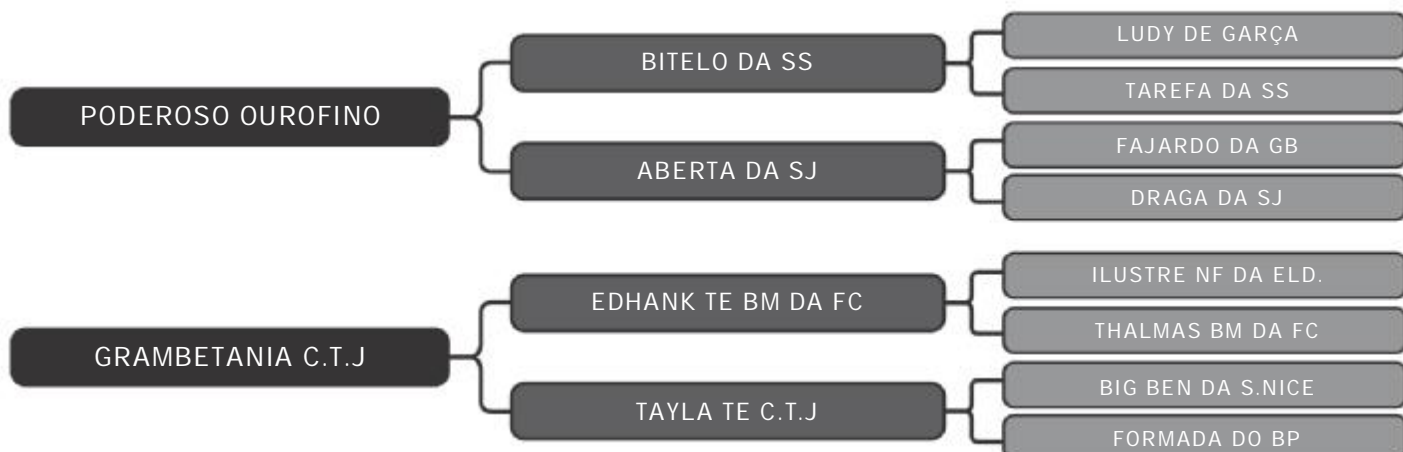 LUDY DE GARÇA
BITELO DA SS
TAREFA DA SS
PODEROSO OUROFINO
FAJARDO DA GB
ABERTA DA SJ
DRAGA DA SJ
ILUSTRE NF DA ELD.
EDHANK TE BM DA FC
THALMAS BM DA FC
GRAMBETANIA C.T.J
BIG BEN DA S.NICE
TAYLA TE C.T.J
FORMADA DO BP